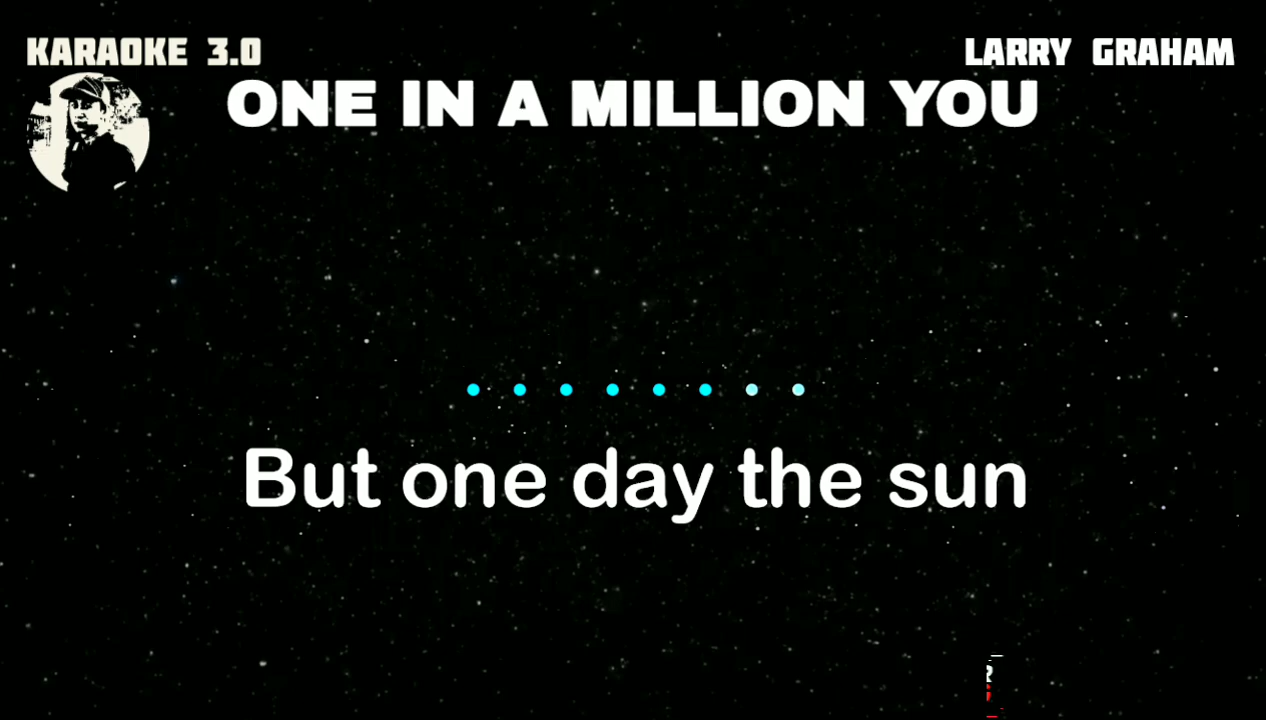 KARAOKE 3.0
LARRY GRAHAM
ONE IN A MILLION YOU
But one day the sun